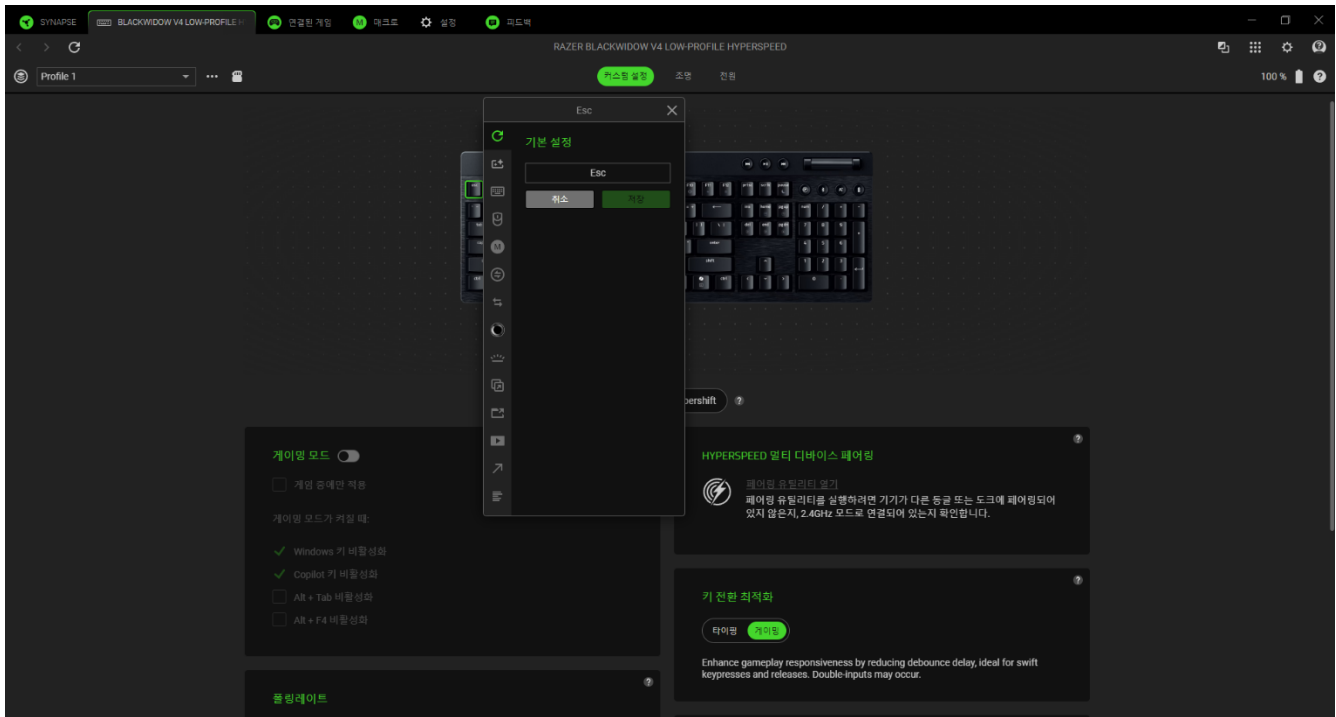 SYNAPSE
BLACKWIDOW V4 LOW-PROFILE H
연결된 게임
매크로
설정
피드백
RAZER BLACKWIDOW V4 LOW-PROFILE HYPERSPEED
Profile 1
커스텀 설정
조명
전원
100 %
Esc
기본 설정
Esc
취소
저장
pershift
게이밍 모드
게임 중에만 적용
게이밍 모드가 켜질 때:
Windows 키 비활성화
Copilot 키 비활성화
Alt + Tab 비활성화
Alt + F4 비활성화
폴링레이트
HYPERSPEED 멀티 디바이스 페어링
페어링 유틸리티 열기
페어링 유틸리티를 실행하려면 기기가 다른 동글 또는 도크에 페어링되어
있지 않은지, 2.4GHz 모드로 연결되어 있는지 확인합니다.
키 전환 최적화
타이핑
게이밍
Enhance gameplay responsiveness by reducing debounce delay, ideal for swift
keypresses and releases. Double-inputs may occur.